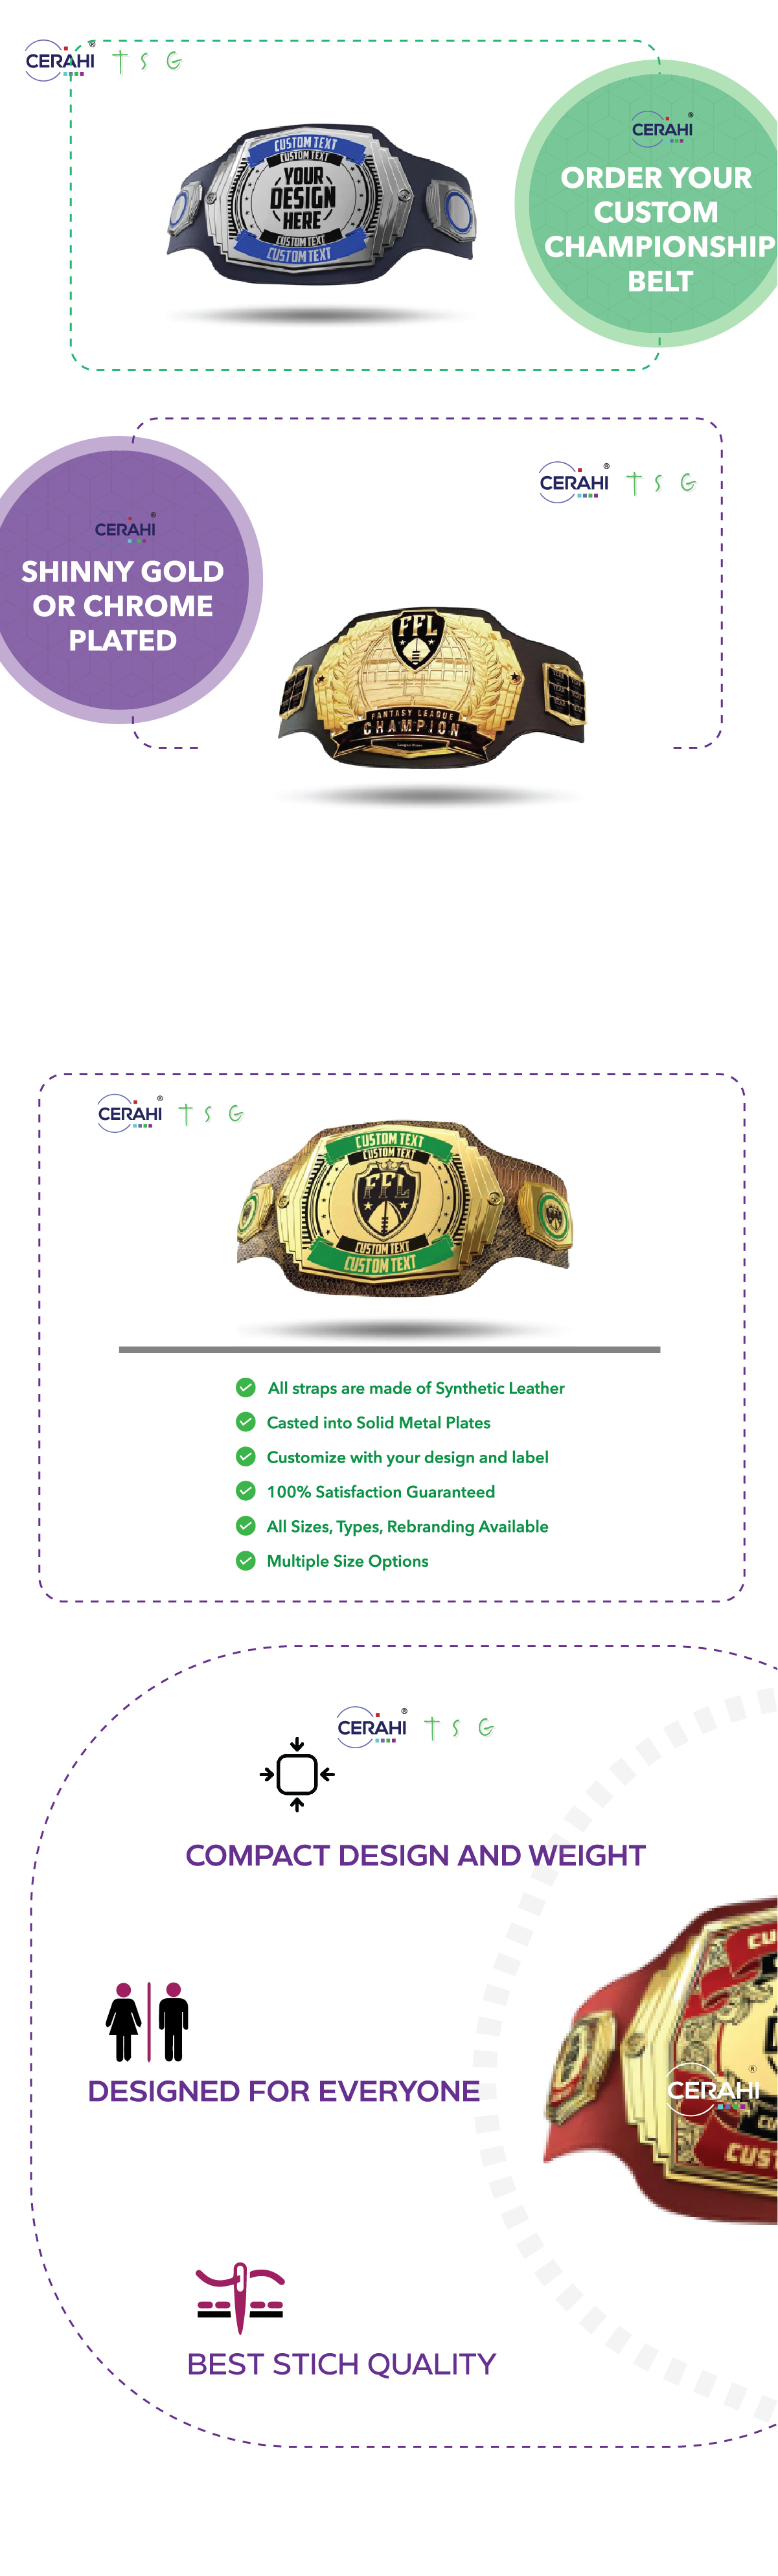 CERAHI ®
T S G
CERAHI ®
ORDER YOUR
CUSTOM
CHAMPIONSHIP
BELT
CUSTOM TEXT
CUSTOM TEXT
YOUR
DESIGN
HERE
CUSTOM TEXT
CUSTOM TEXT
CERAHI ®
T S G
CERAHI ®
SHINNY GOLD
OR CHROME
PLATED
FFL
FANTASY LEAGUE
CHAMPION
CERAHI ®
T S G
CUSTOM TEXT
CUSTOM TEXT
FFL
CUSTOM TEXT
CUSTOM TEXT
All straps are made of Synthetic Leather
Casted into Solid Metal Plates
Customize with your design and label
100% Satisfaction Guaranteed
All Sizes, Types, Rebranding Available
Multiple Size Options
CERAHI ®
T S G
COMPACT DESIGN AND WEIGHT
CU
DESIGNED FOR EVERYONE
CERAHI ®
CUST
BEST STICH QUALITY